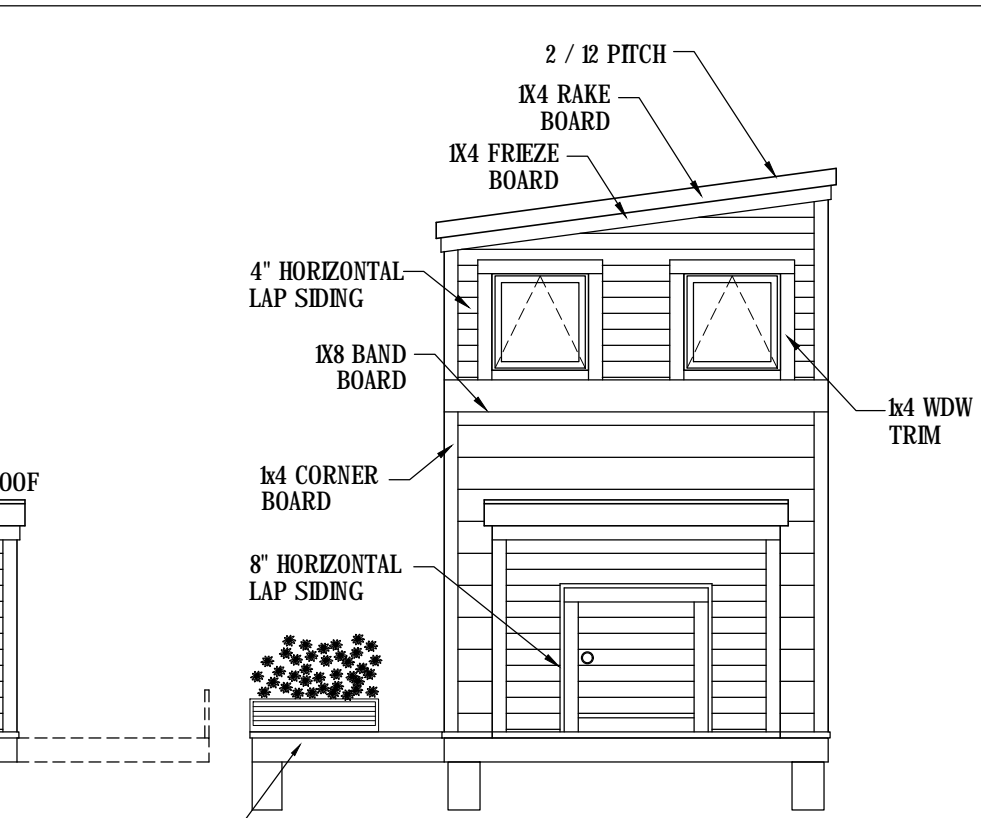 2 / 12 PITCH
1X4 RAKE
BOARD
1X4 FRIEZE
BOARD
4" HORIZONTAL
LAP SIDING
1X8 BAND
BOARD
1x4 WDW
TRIM
1x4 CORNER
BOARD
OOF
8" HORIZONTAL
LAP SIDING